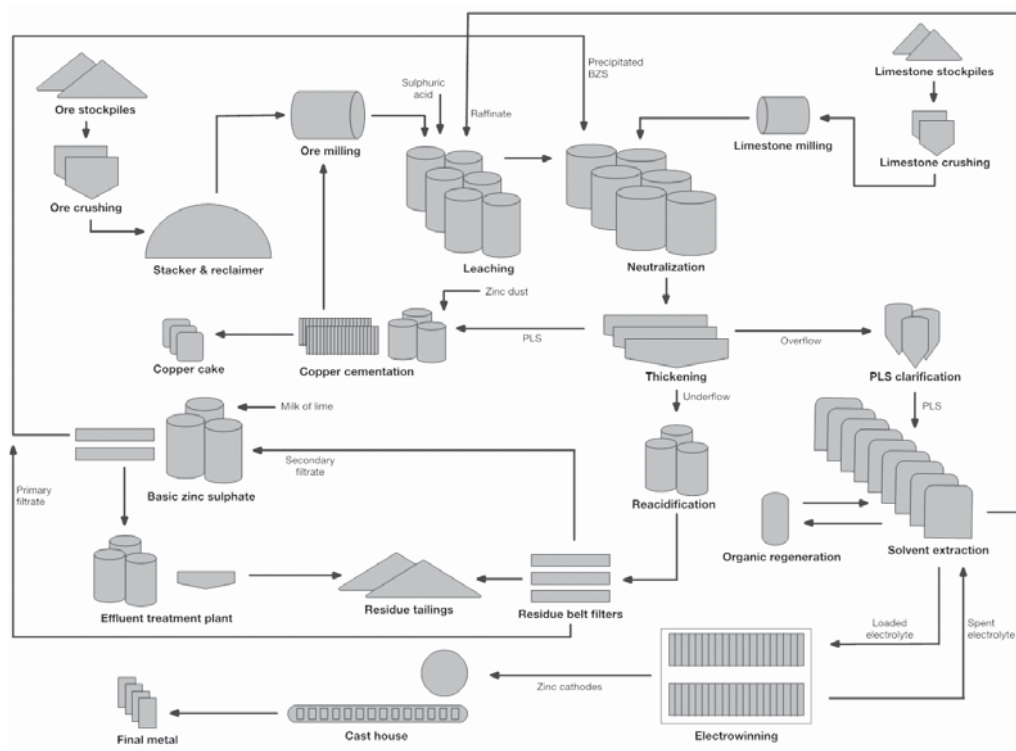 Ore stockpiles
Sulphuric
acid
Raffinate
Precipitated
BZS
Limestone stockpiles
Ore milling
Limestone milling
Limestone crushing
Ore crushing
Stacker & reclaimer
Leaching
Neutralization
Zinc dust
PLS
Overflow
Copper cake
Copper cementation
Thickening
PLS clarification
Underflow
PLS
Milk of lime
Secondary
filtrate
Primary
filtrate
Basic zinc sulphate
Reacidification
Organic regeneration
Solvent extraction
Effluent treatment plant
Residue tailings
Residue belt filters
Loaded
electrolyte
Spent
electrolyte
Zinc cathodes
Final metal
Cast house
Electrowinning